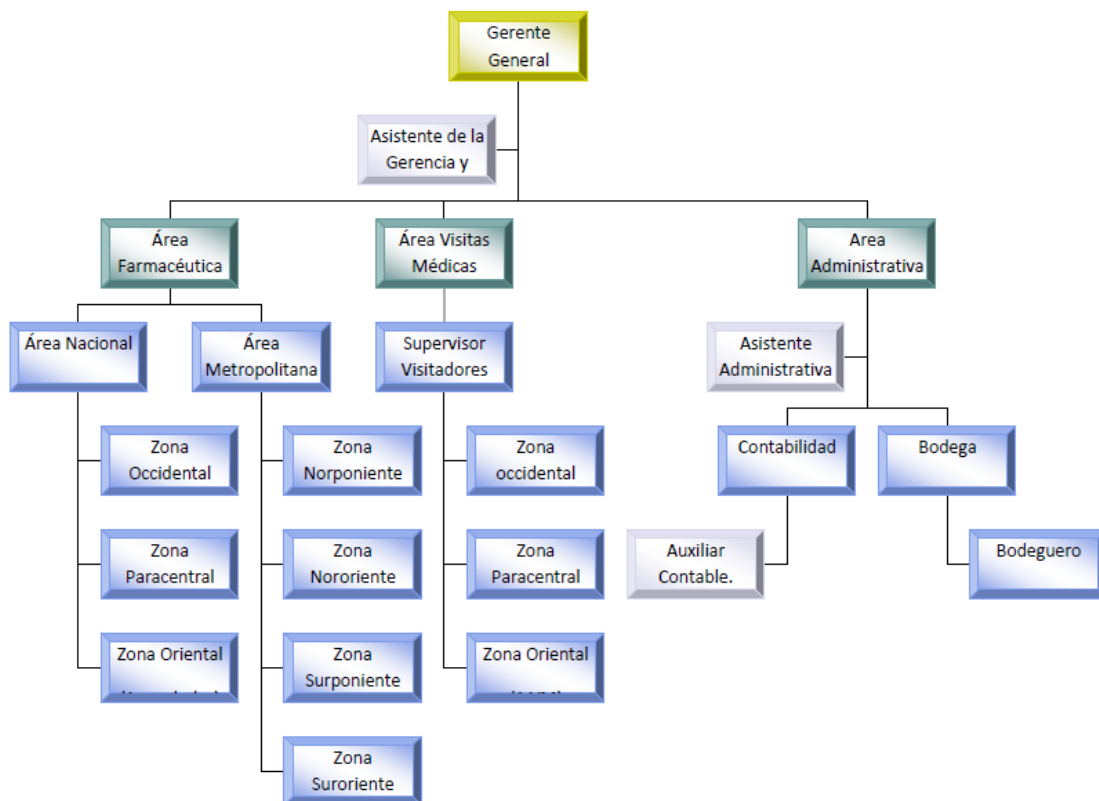 Gerente
General
Asistente de la
Gerencia y
Área
Farmacéutica
Área Visitas
Médicas
Area
Administrativa
Área Nacional
Área
Metropolitana
Supervisor
Visitadores
Asistente
Administrativa
Zona
Occidental
Zona
Norponiente
Zona
occidental
Contabilidad
Bodega
Zona
Paracentral
Zona
Nororiente
Zona
Paracentral
Auxiliar
Contable.
Bodeguero
Zona Oriental
Zona
Surponiente
Zona Oriental
Zona
Suroriente